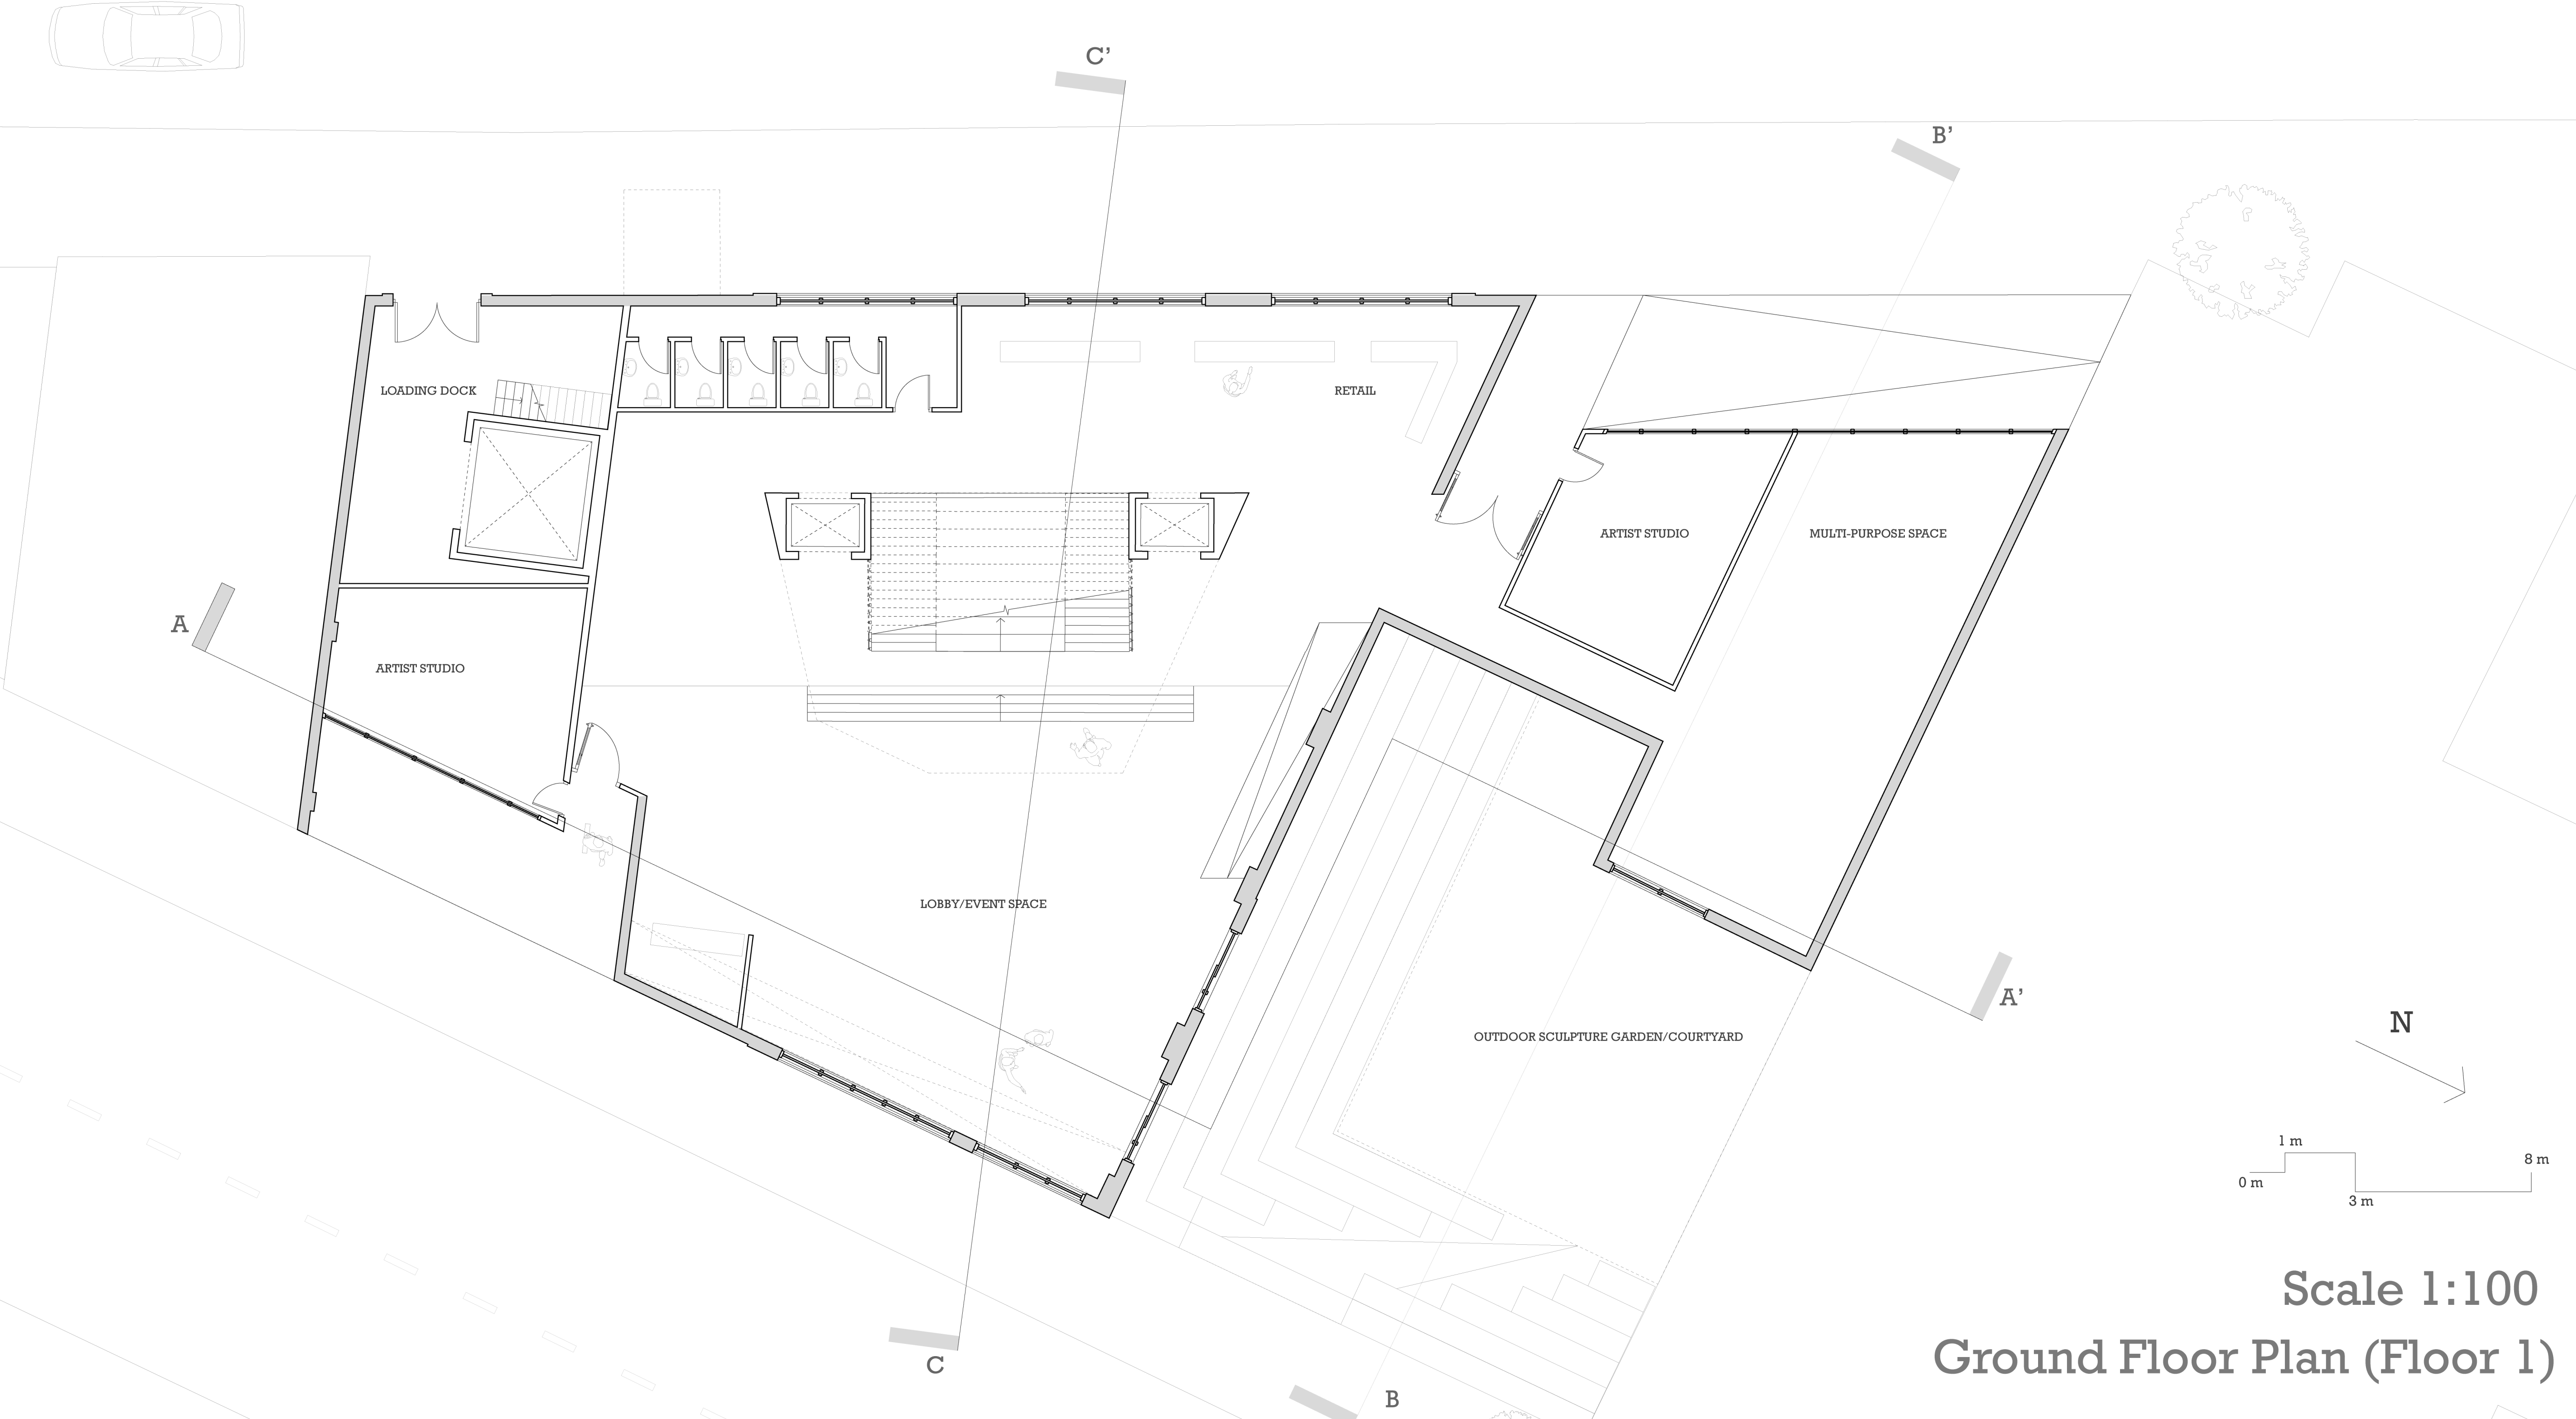 C’
B’
LOADING DOCK
RETAIL
ARTIST STUDIO
MULTI-PURPOSE SPACE
A
ARTIST STUDIO
LOBBY/EVENT SPACE
A’
OUTDOOR SCULPTURE GARDEN/COURTYARD
N
1 m
8 m
0 m
3 m
Scale 1:100
Ground Floor Plan (Floor 1)
C
B